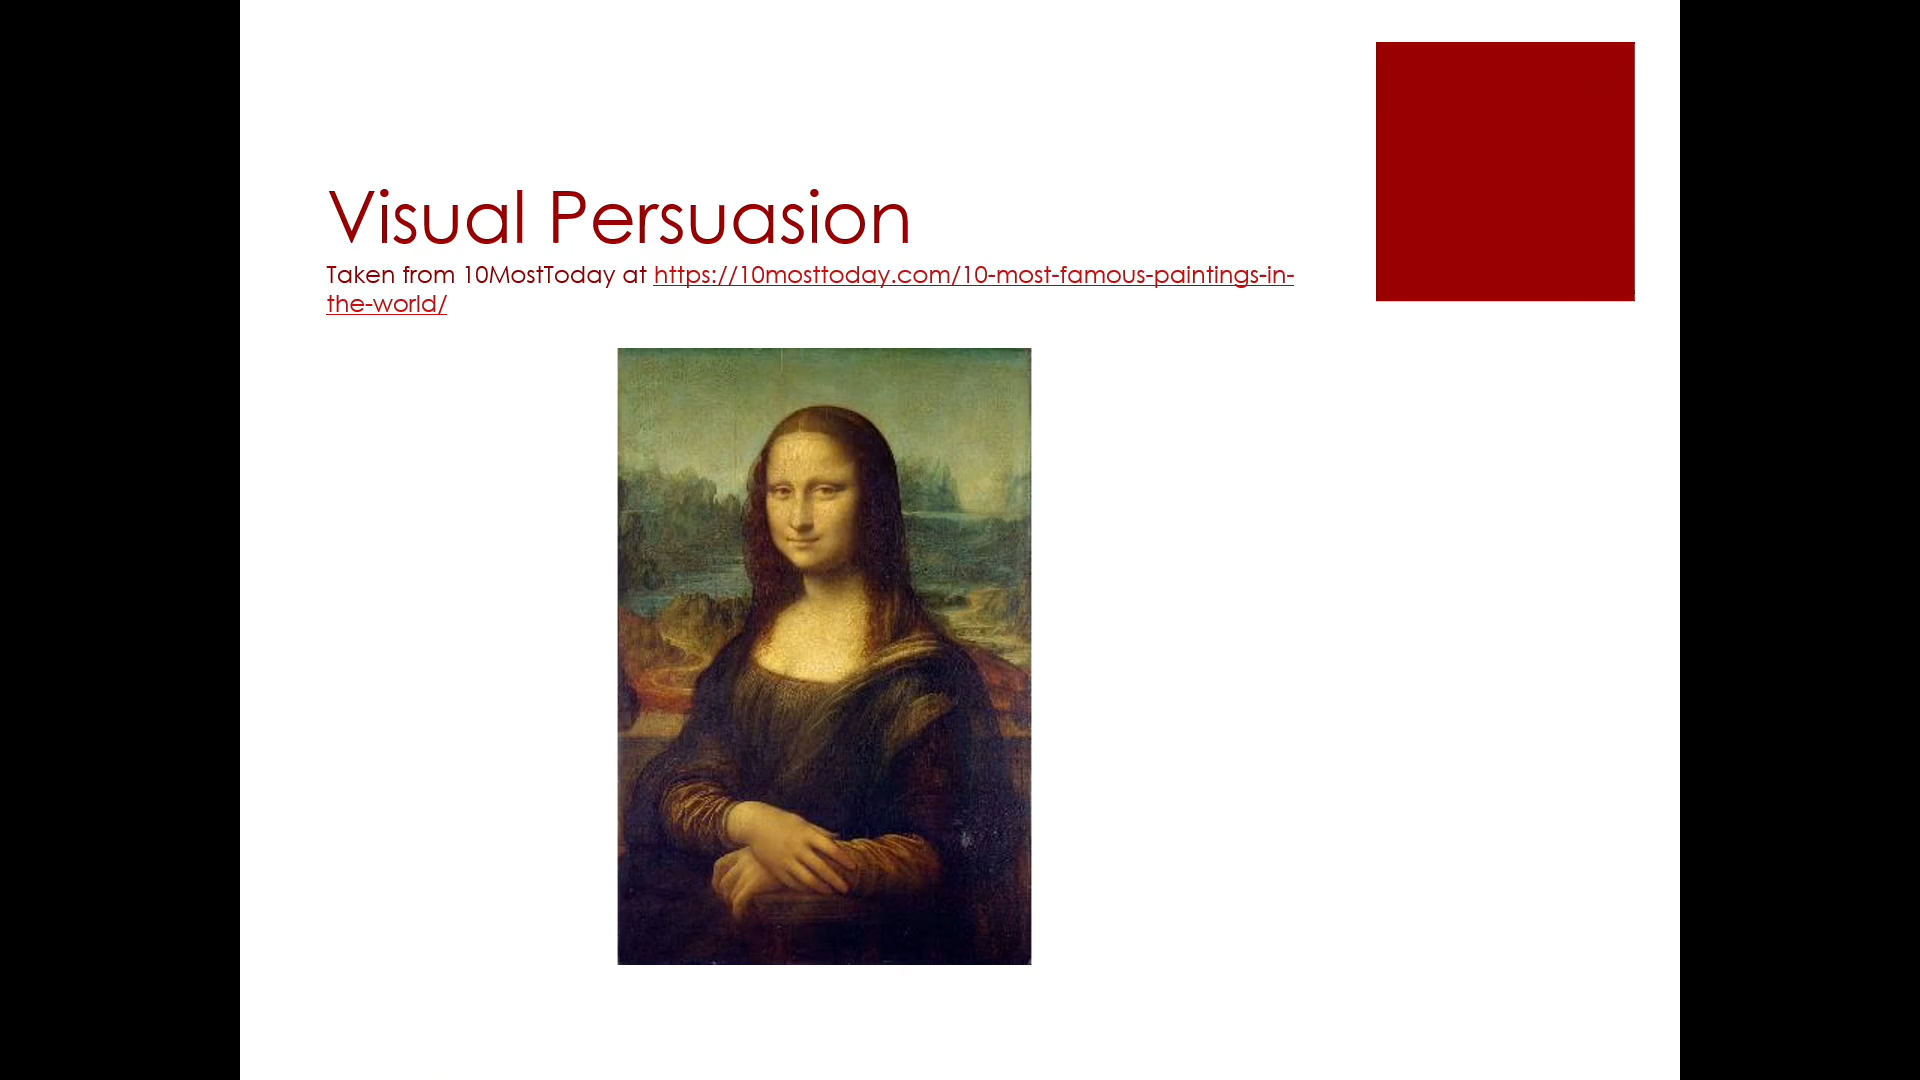 Visual Persuasion
Taken from 10MostToday at https://10mosttoday.com/10-most-famous-paintings-in-
the-world/